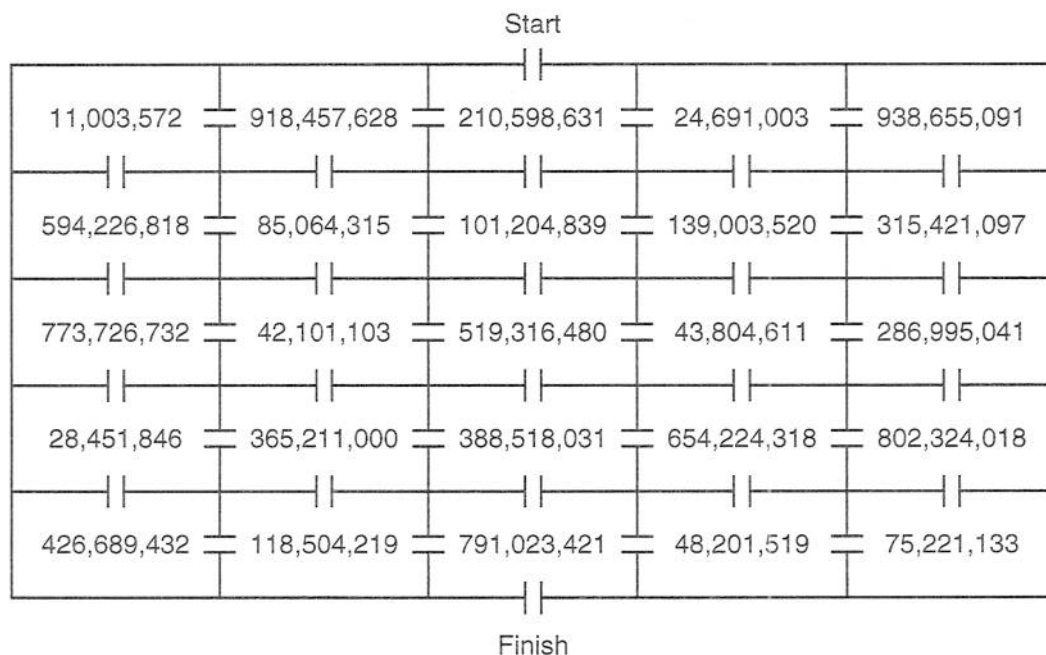 Start
11,003,572 918,457,628 210,598,631 24,691,003 938,655,091
594,226,818 85,064,315 101,204,839 139,003,520 315,421,097
773,726,732 42,101,103 519,316,480 43,804,611 286,995,041
28,451,846 365,211,000 388,518,031 654,224,318 802,324,018
426,689,432 118,504,219 791,023,421 48,201,519 75,221,133
Finish